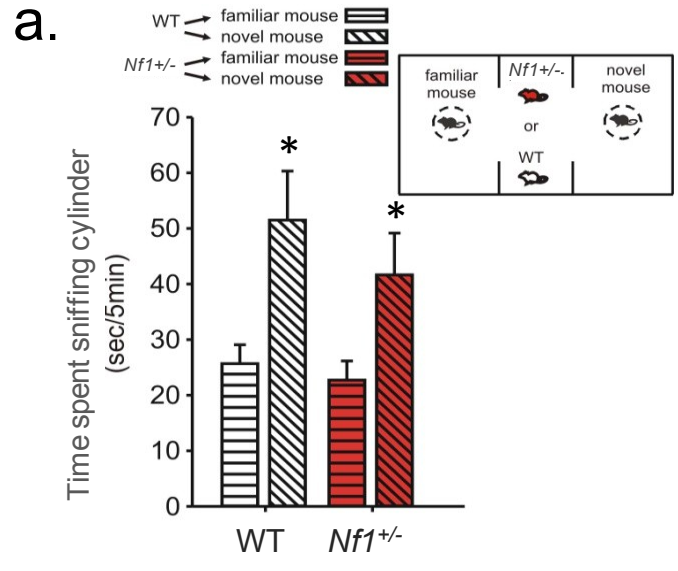 a.
WT familiar mouse
novel mouse
Nf1+/- familiar mouse
novel mouse
familiar
mouse
Nf1+/-
or
WT
novel
mouse
Time spent sniffing cylinder
(sec/5min)
70
60
50
40
30
20
10
0
*
*
WT
Nf1+/-